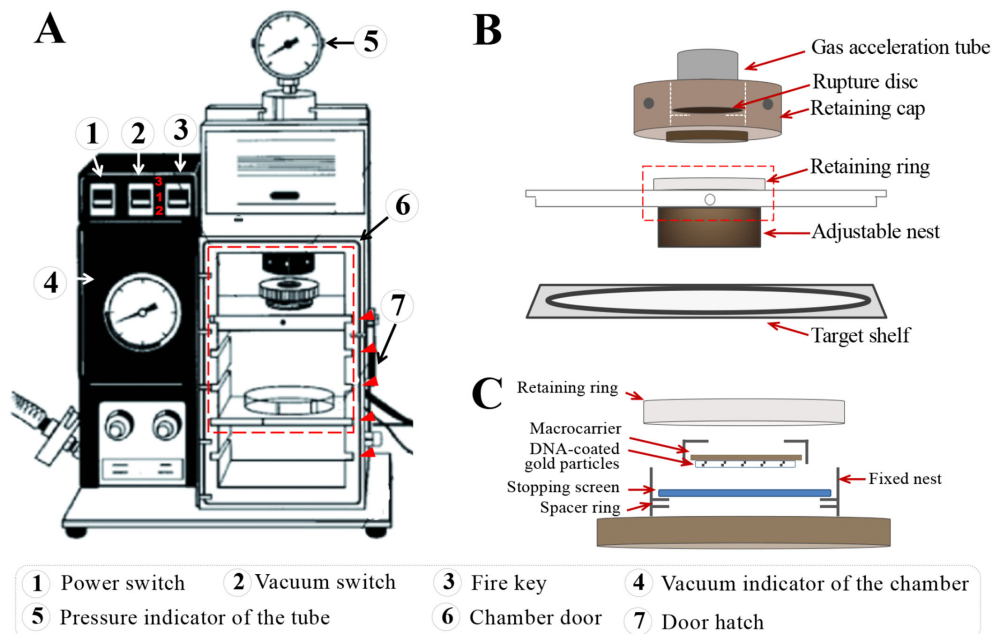 A
5
1
2
3
3
1
2
6
4
7
B
Gas acceleration tube
Rupture disc
Retaining cap
Retaining ring
Adjustable nest
Target shelf
C
Retaining ring
Macrocarrier
DNA-coated
gold particles
Stopping screen
Spacer ring
Fixed nest
1 Power switch 2 Vacuum switch 3 Fire key 4 Vacuum indicator of the chamber
5 Pressure indicator of the tube 6 Chamber door 7 Door hatch